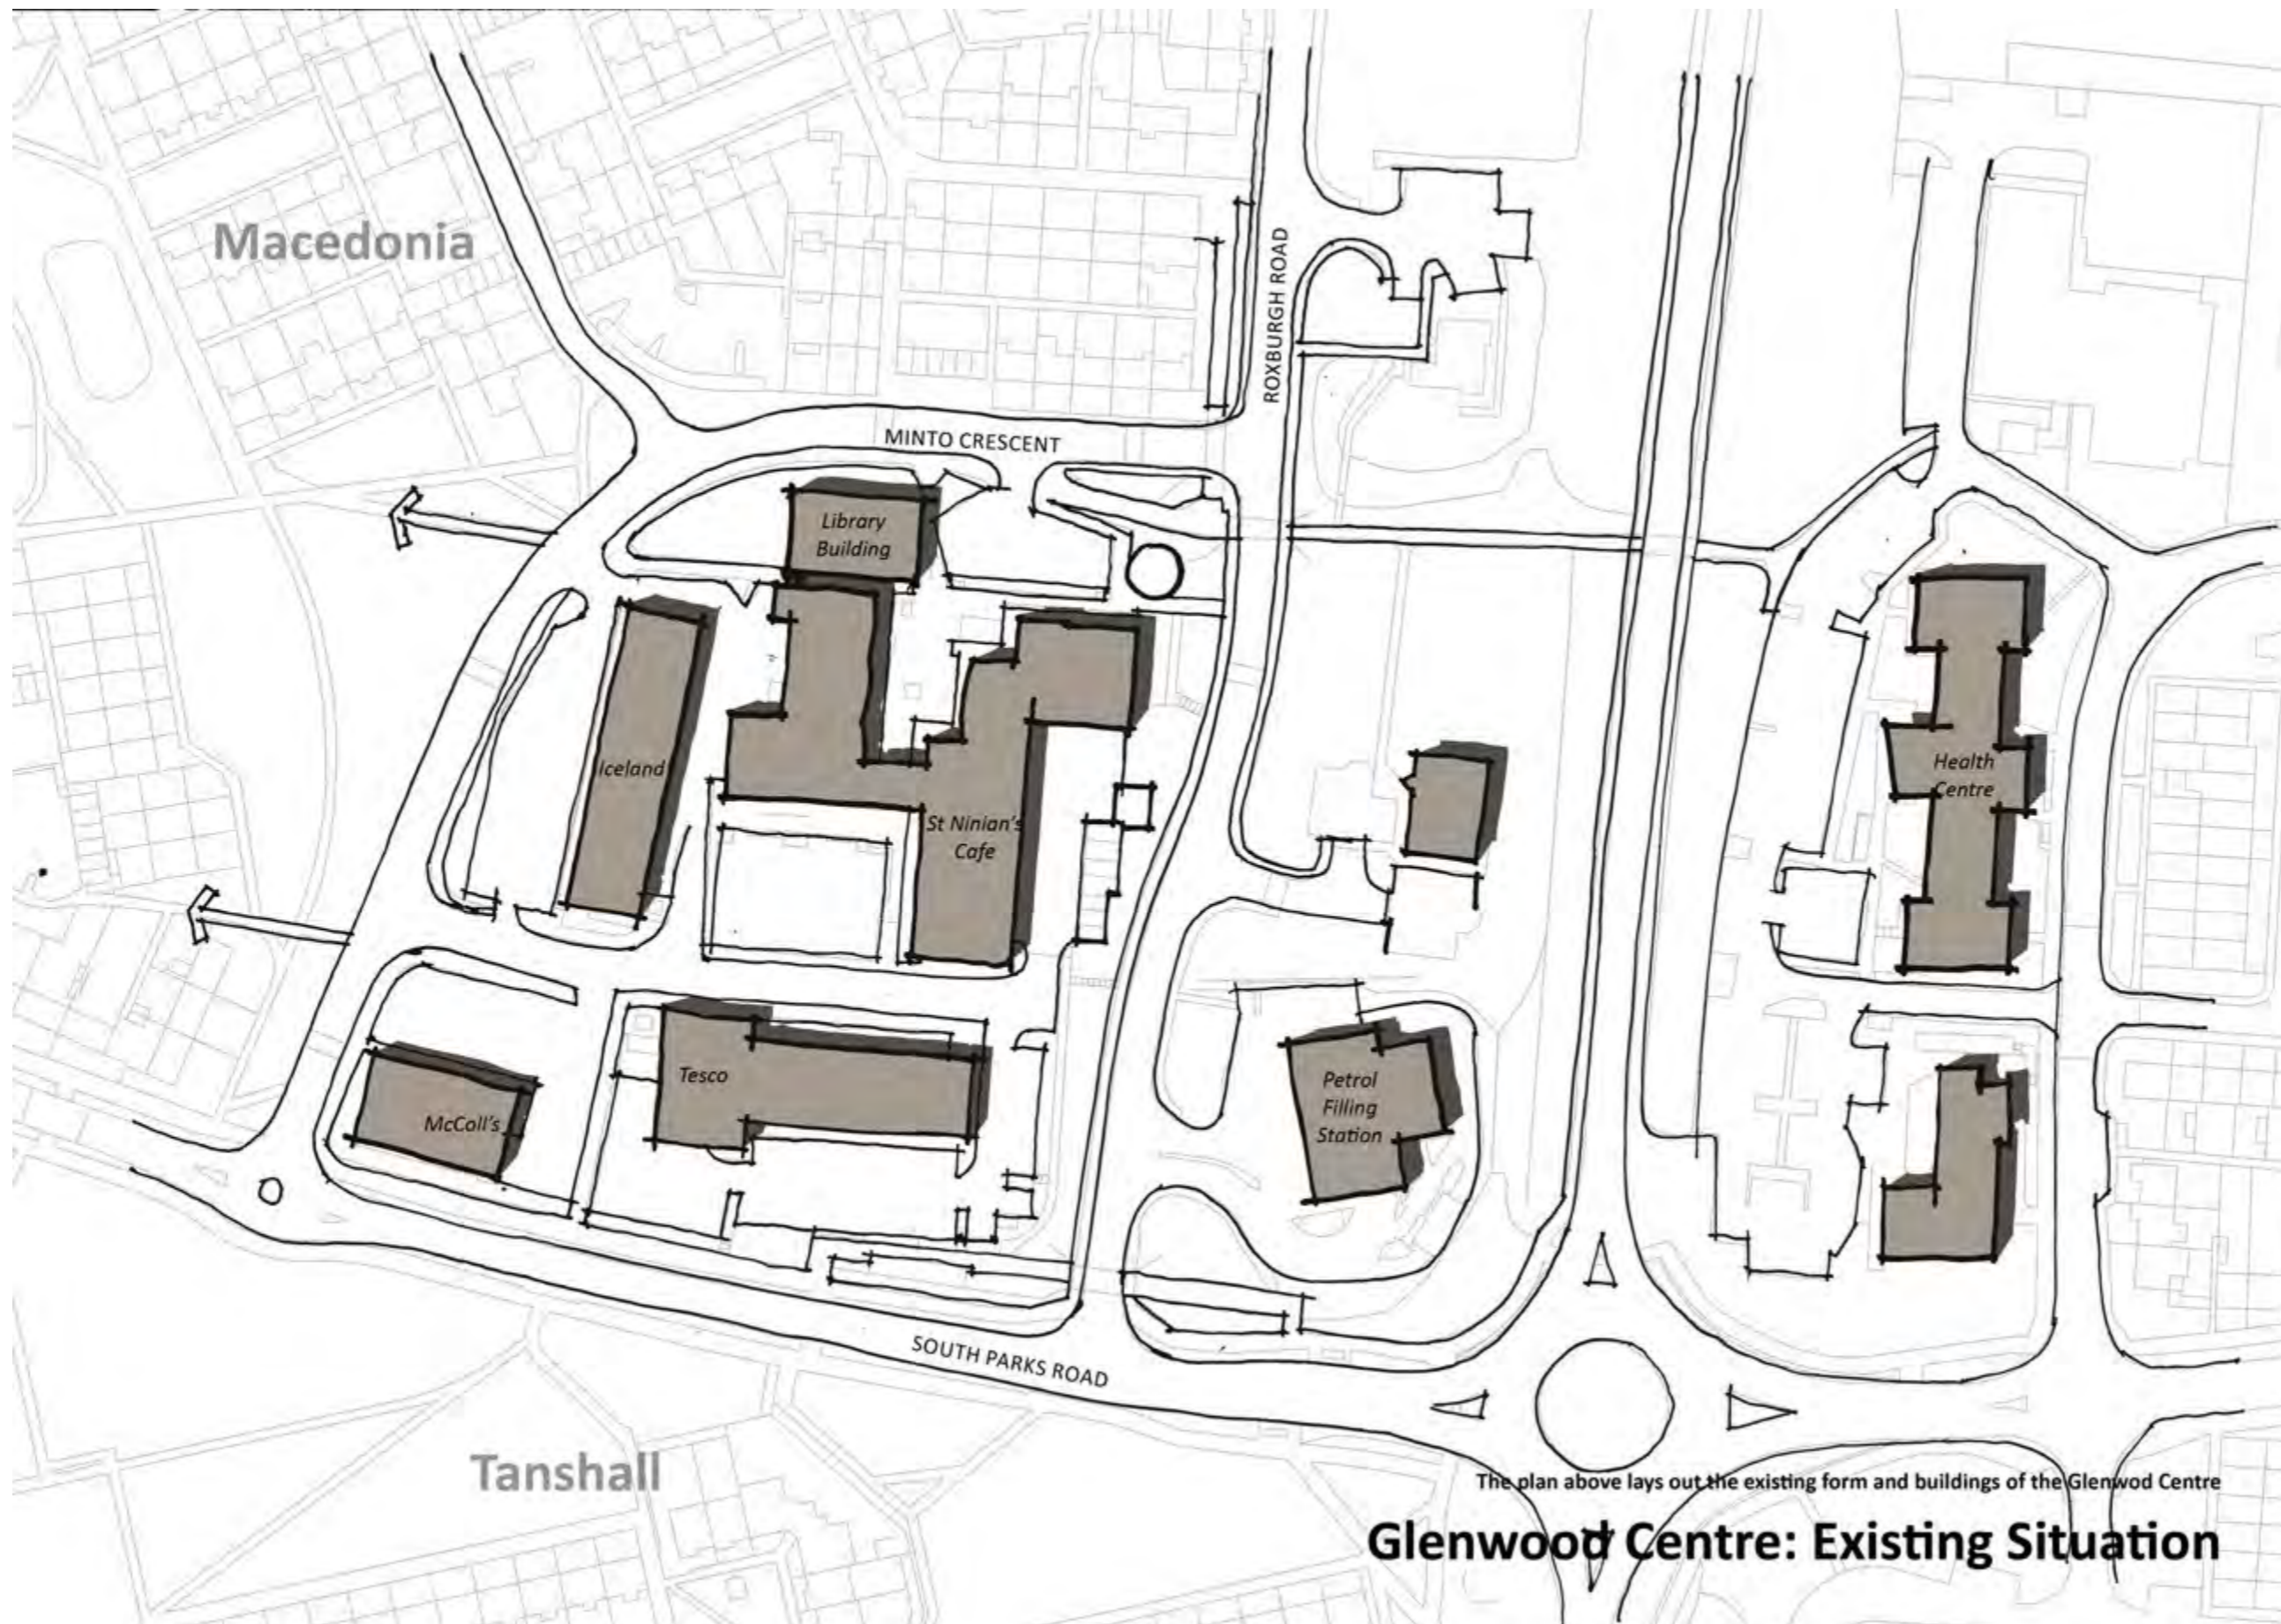 Macedonia
ROXBURGH ROAD
MINTO CRESCENT
Library
Building
Iceland
St Ninian's
Cafe
Health
Centre
Tesco
McColl's
Petrol
Filling
Station
SOUTH PARKS ROAD
Tanshall
The plan above lays out the existing form and buildings of the Glenwod Centre
Glenwood Centre: Existing Situation